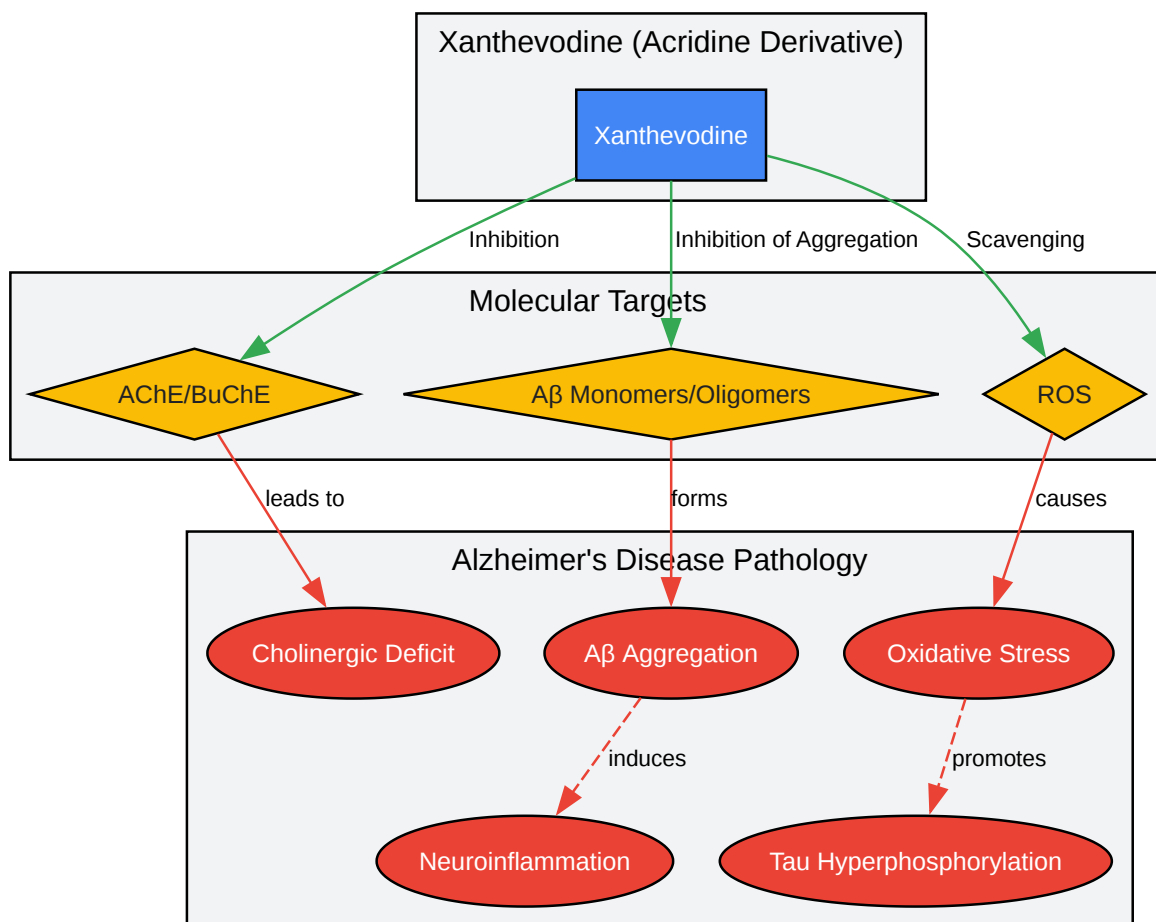 Xanthevodine (Acridine Derivative)
Xanthevodine
Inhibition
Inhibition of Aggregation
Scavenging
Molecular Targets
AChE/BuChE
Aβ Monomers/Oligomers
ROS
leads to
forms
causes
Alzheimer's Disease Pathology
Cholinergic Deficit
Aβ Aggregation
Oxidative Stress
induces
promotes
Neuroinflammation
Tau Hyperphosphorylation